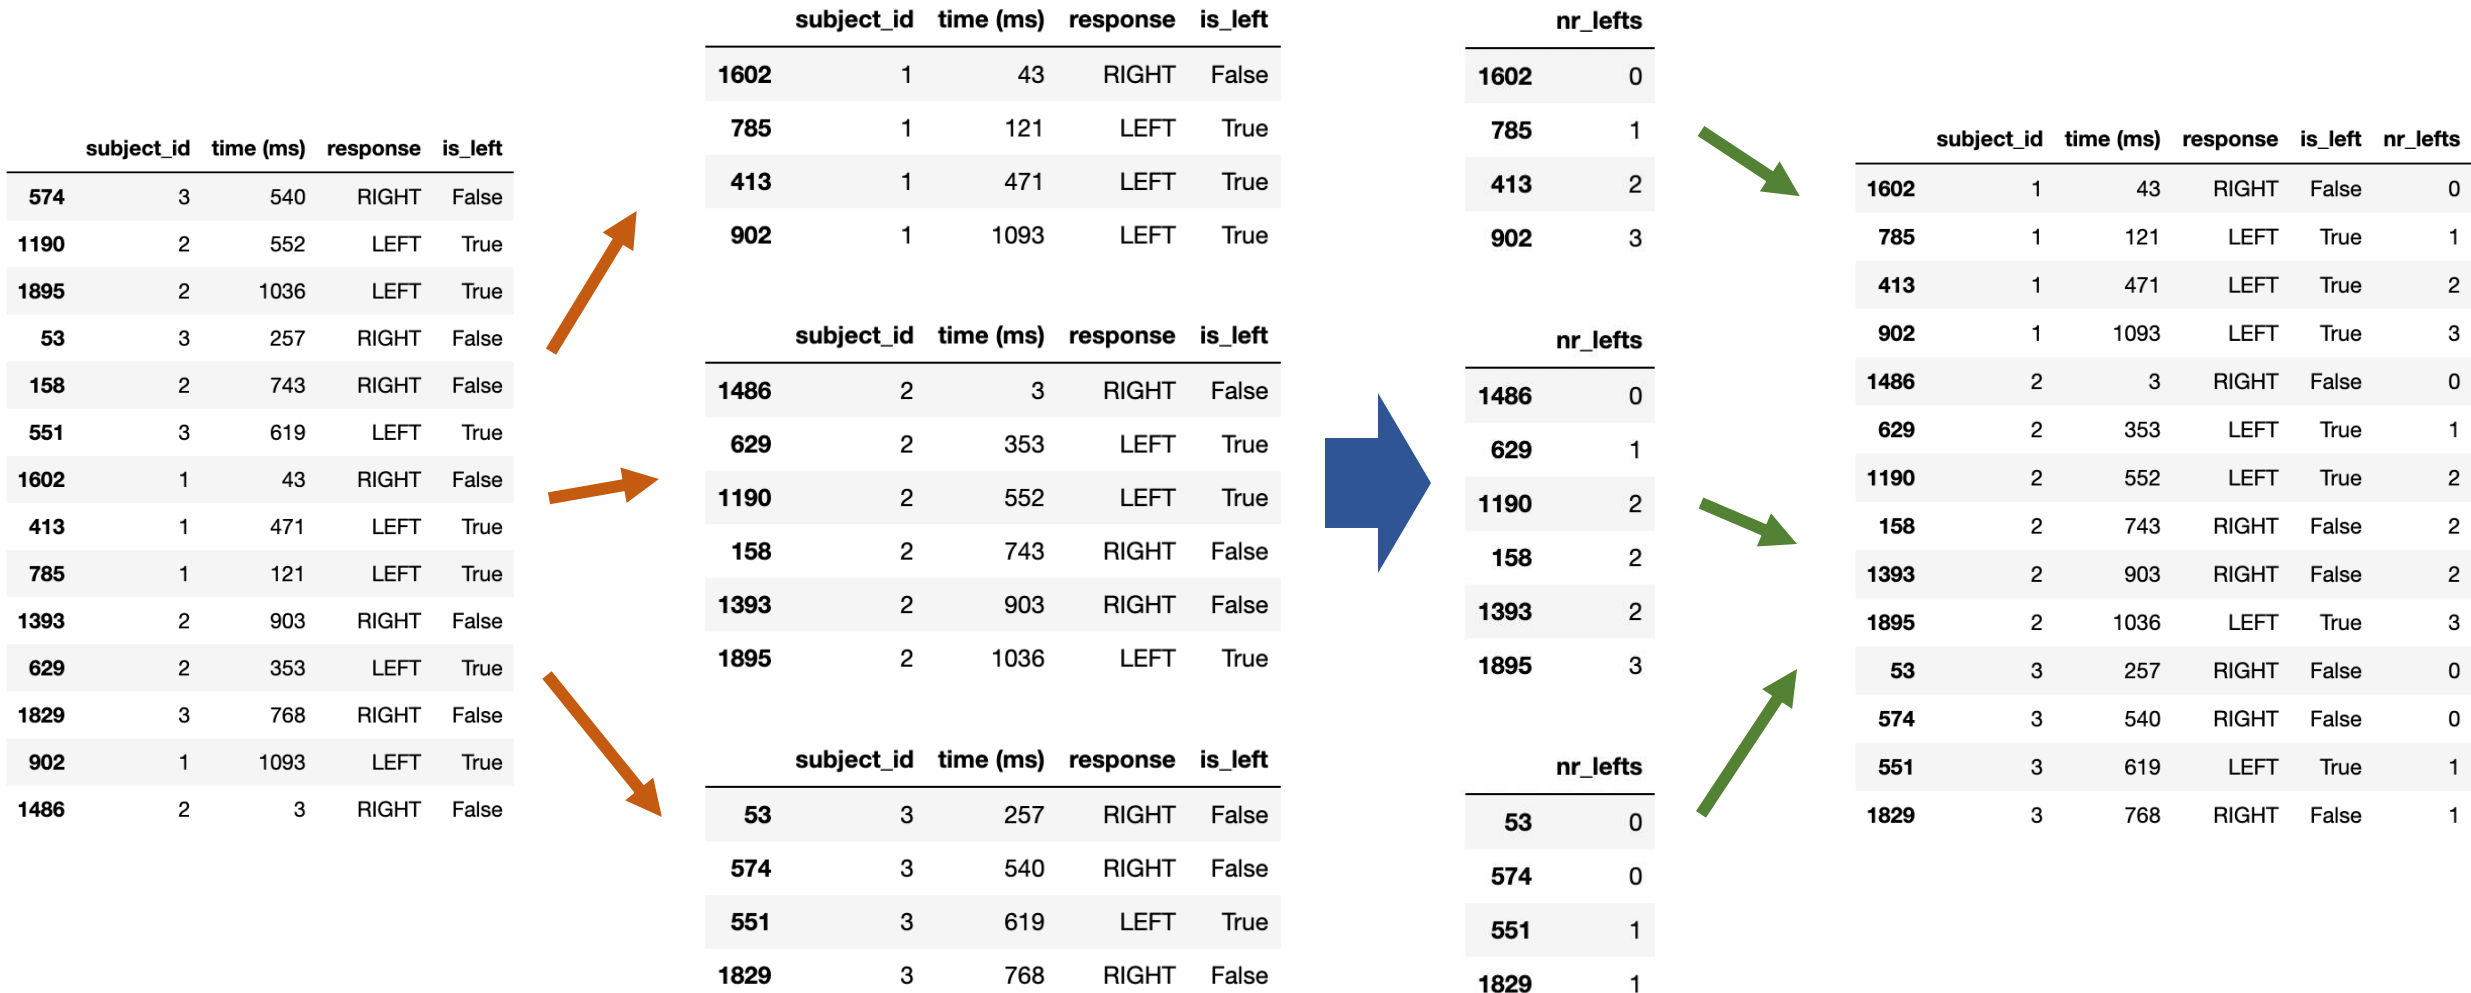 subject_id time (ms) response is_left
574 3 540 RIGHT False
1190 2 552 LEFT True
1895 2 1036 LEFT True
53 3 257 RIGHT False
158 2 743 RIGHT False
551 3 619 LEFT True
1602 1 43 RIGHT False
413 1 471 LEFT True
785 1 121 LEFT True
1393 2 903 RIGHT False
629 2 353 LEFT True
1829 3 768 RIGHT False
902 1 1093 LEFT True
1486 2 3 RIGHT False
subject_id time (ms) response is_left
1602 1 43 RIGHT False
785 1 121 LEFT True
413 1 471 LEFT True
902 1 1093 LEFT True
subject_id time (ms) response is_left
1486 2 3 RIGHT False
629 2 353 LEFT True
1190 2 552 LEFT True
158 2 743 RIGHT False
1393 2 903 RIGHT False
1895 2 1036 LEFT True
subject_id time (ms) response is_left
53 3 257 RIGHT False
574 3 540 RIGHT False
551 3 619 LEFT True
1829 3 768 RIGHT False
nr_lefts
1602 0
785 1
413 2
902 3
nr_lefts
1486 0
629 1
1190 2
158 2
1393 2
1895 3
nr_lefts
53 0
574 0
551 1
1829 1
subject_id time (ms) response is_left nr_lefts
1602 1 43 RIGHT False 0
785 1 121 LEFT True 1
413 1 471 LEFT True 2
902 1 1093 LEFT True 3
1486 2 3 RIGHT False 0
629 2 353 LEFT True 1
1190 2 552 LEFT True 2
158 2 743 RIGHT False 2
1393 2 903 RIGHT False 2
1895 2 1036 LEFT True 3
53 3 257 RIGHT False 0
574 3 540 RIGHT False 0
551 3 619 LEFT True 1
1829 3 768 RIGHT False 1